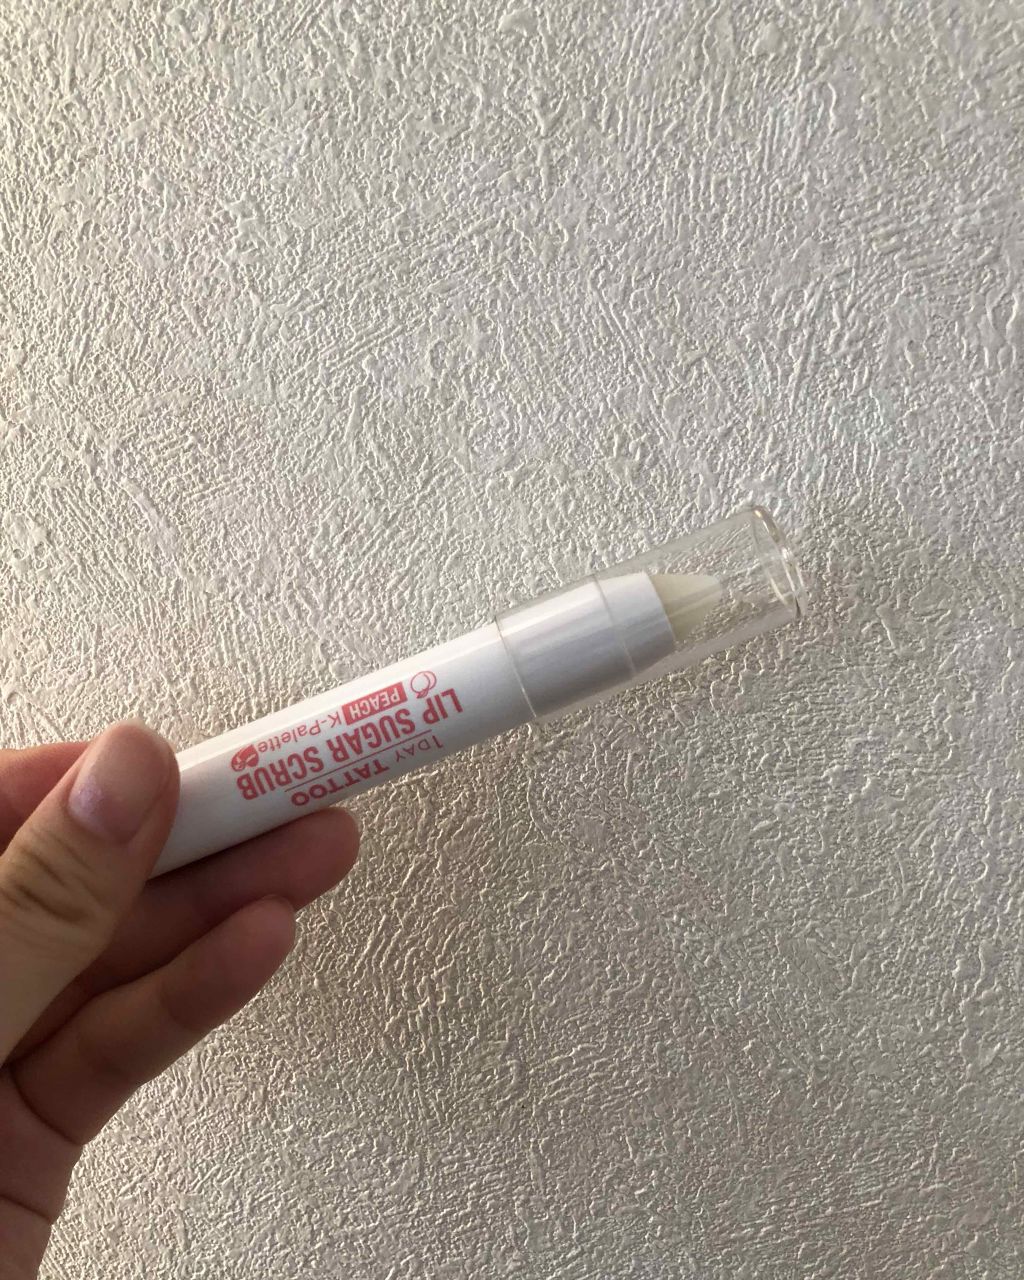 1DAY TATTOO
LIP SUGAR SCRUB
PEACH K-Palette